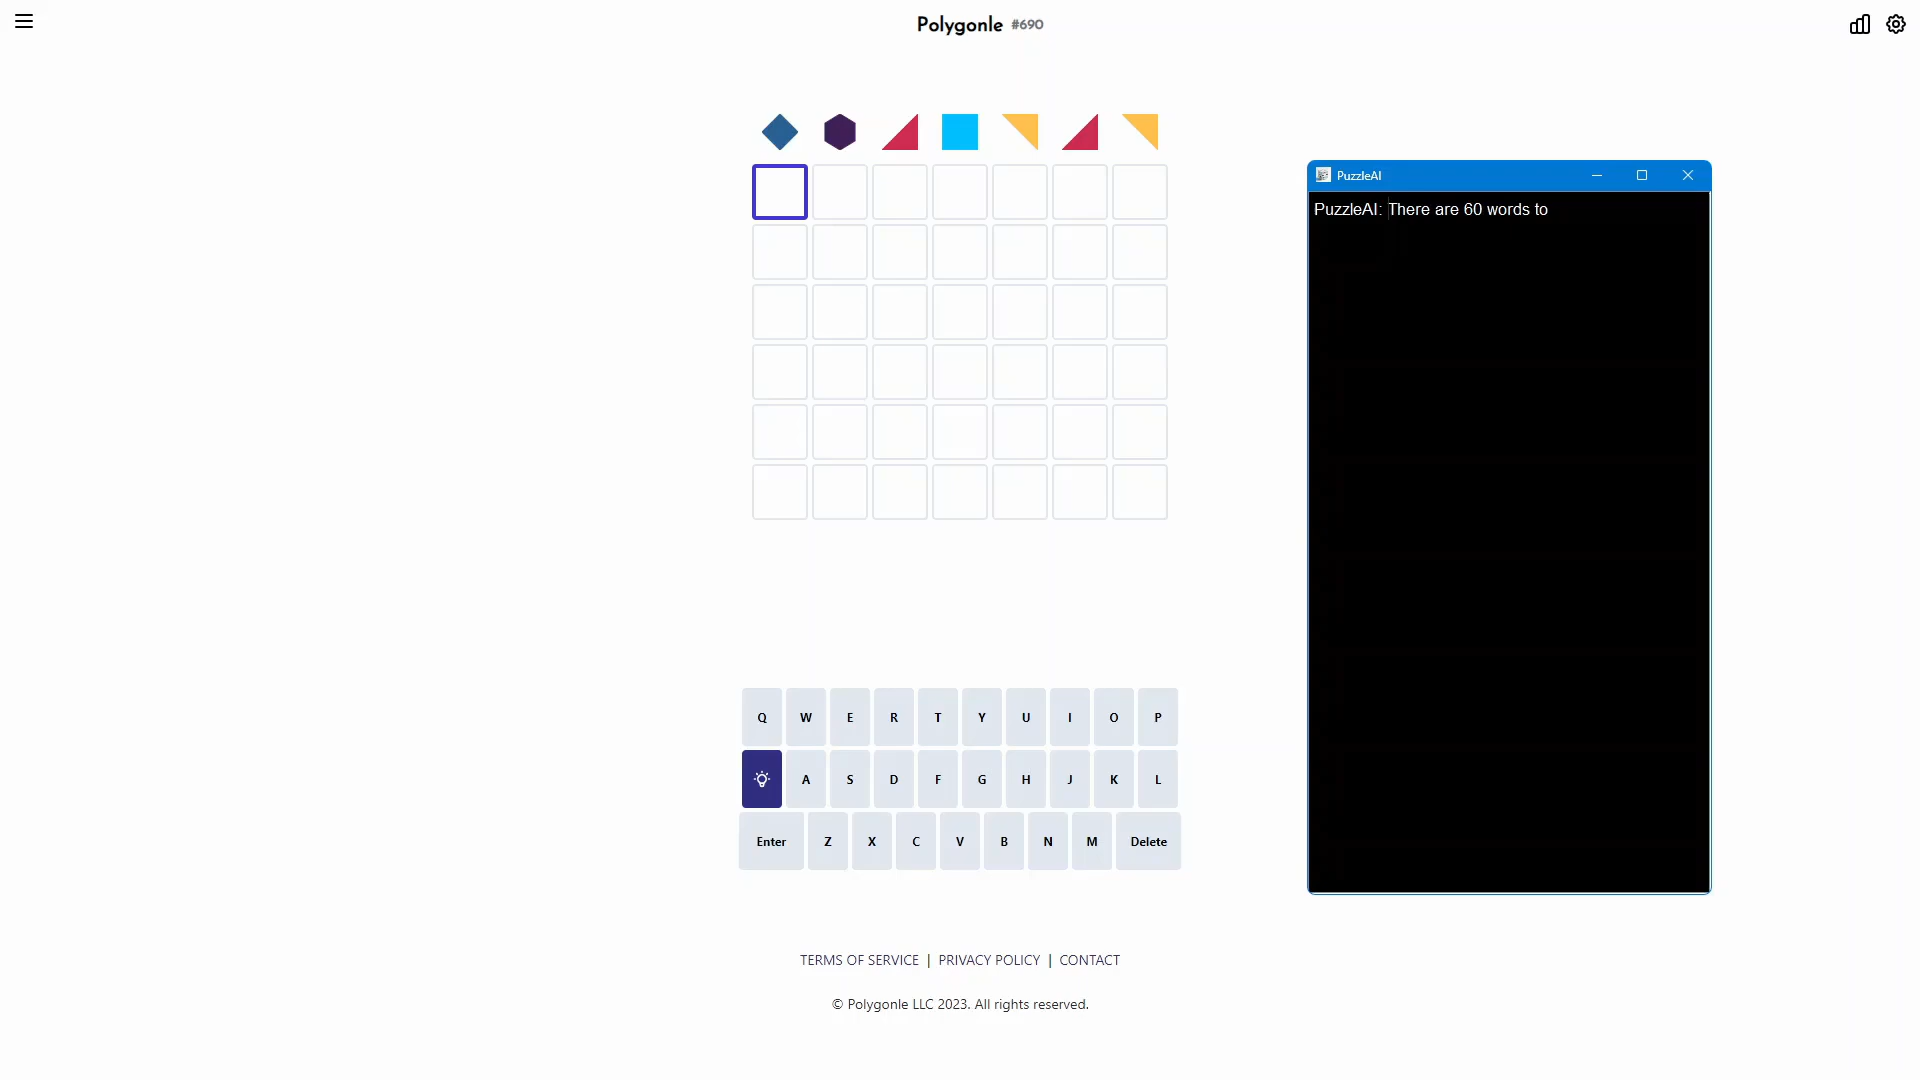 Polygonle #690
PuzzleAI
PuzzleAI: There are 60 words to
Q W E R T Y U I O P
A S D F G H J K L
Enter Z X C V B N M Delete
TERMS OF SERVICE | PRIVACY POLICY | CONTACT
© Polygonle LLC 2023. All rights reserved.